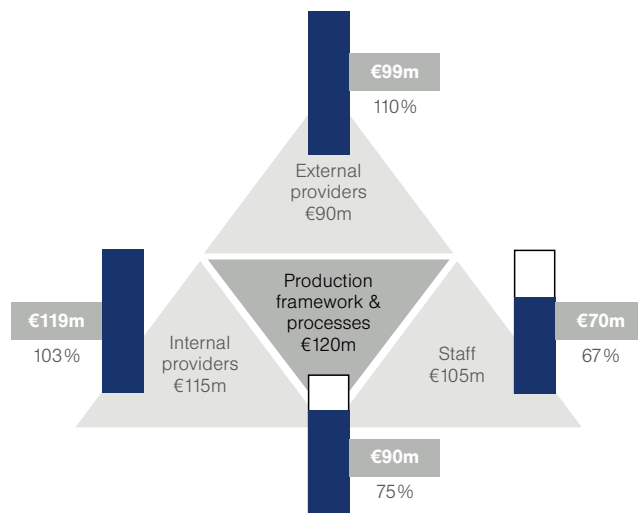 €99m
110%
External
providers
€90m
Production
framework &
processes
€120m
€119m
103%
Internal
providers
€115m
Staff
€105m
€70m
67%
€90m
75%